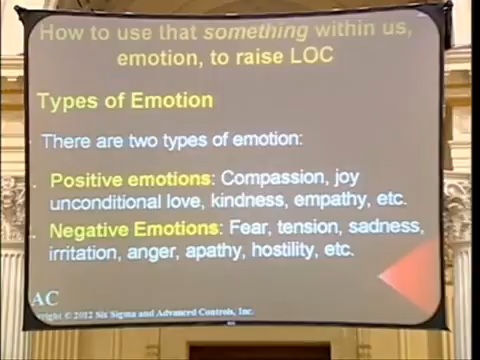 How to use that something within us,
emotion, to raise LOC
Types of Emotion
There are two types of emotion:
Positive emotions: Compassion, joy
unconditional love, kindness, empathy, etc.
Negative Emotions: Fear, tension, sadness,
irritation, anger, apathy, hostility, etc.
AC
right © 2012 Six Sigma and Advanced Controls, Inc.